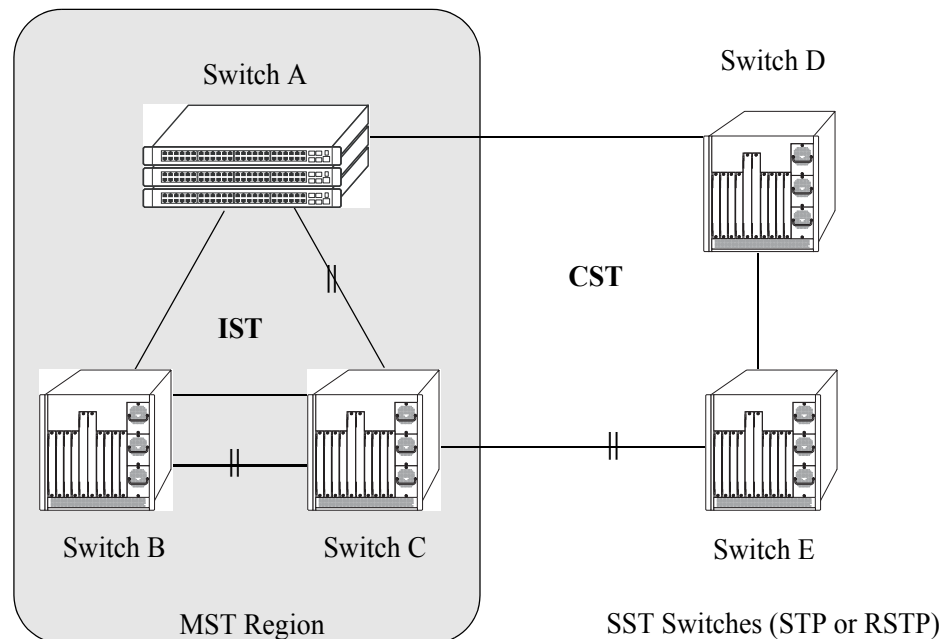 Switch A
Switch D
CST
IST
Switch B
Switch C
Switch E
MST Region
SST Switches (STP or RSTP)